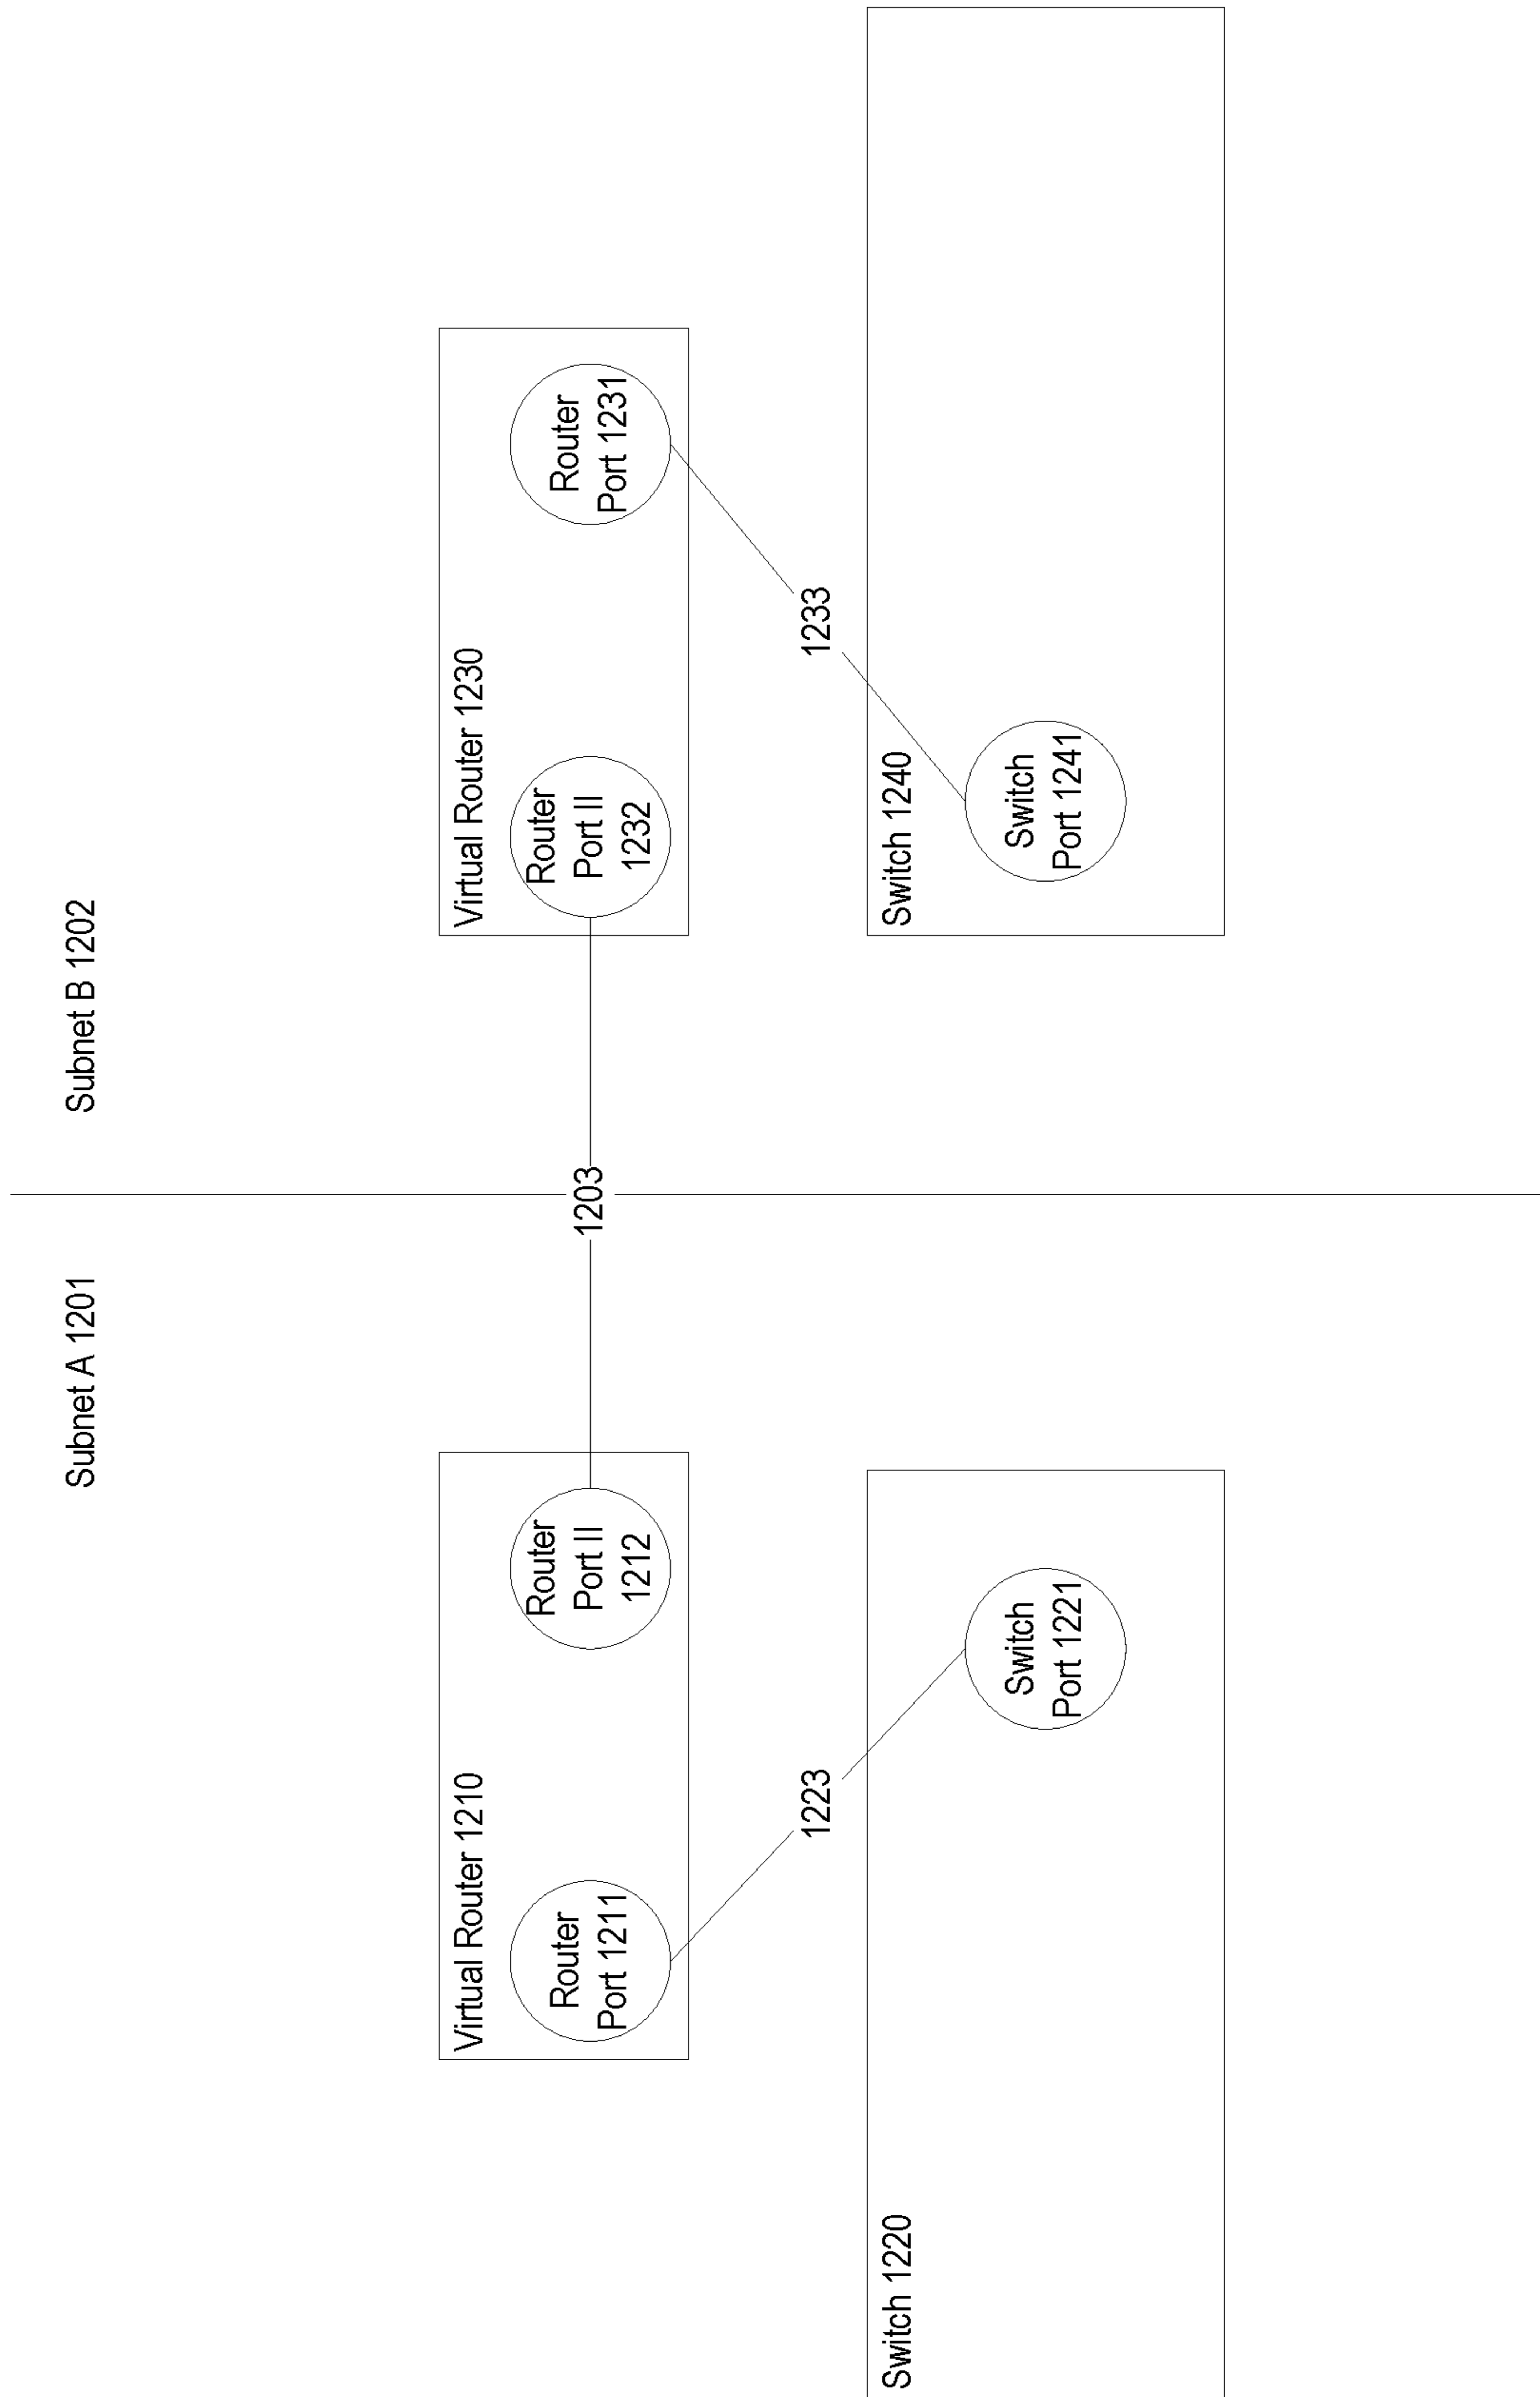 Subnet A 1201
Subnet B 1202
Virtual Router 1210
Router
Port 1211
Router
Port II
1212
1203
Virtual Router 1230
Router
Port II
1232
Router
Port 1231
1223
1233
Switch 1220
Switch
Port 1221
Switch 1240
Switch
Port 1241